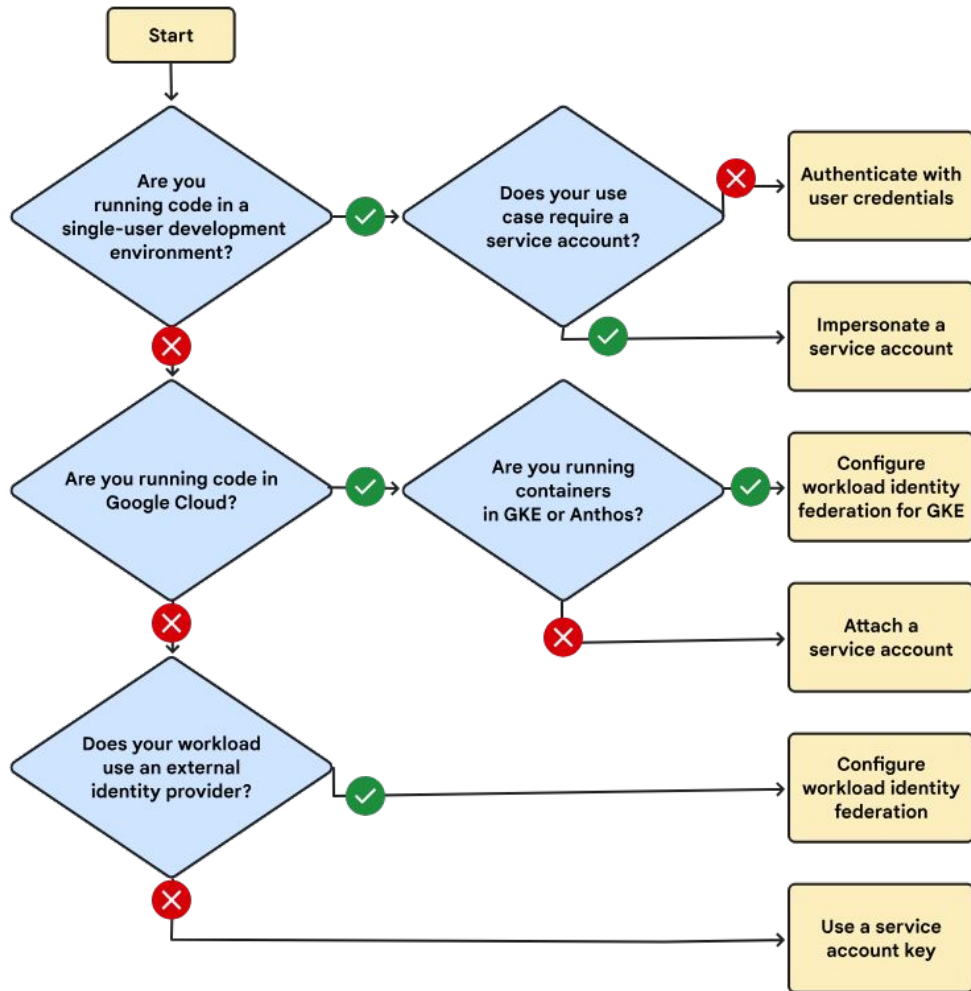 Start
Are you
running code in a
single-user development
environment?
Does your use
case require a
service account?
Authenticate with
user credentials
Impersonate a
service account
Are you running code in
Google Cloud?
Are you running
containers
in GKE or Anthos?
Configure
workload identity
federation for GKE
Attach a
service account
Does your workload
use an external
identity provider?
Configure
workload identity
federation
Use a service
account key